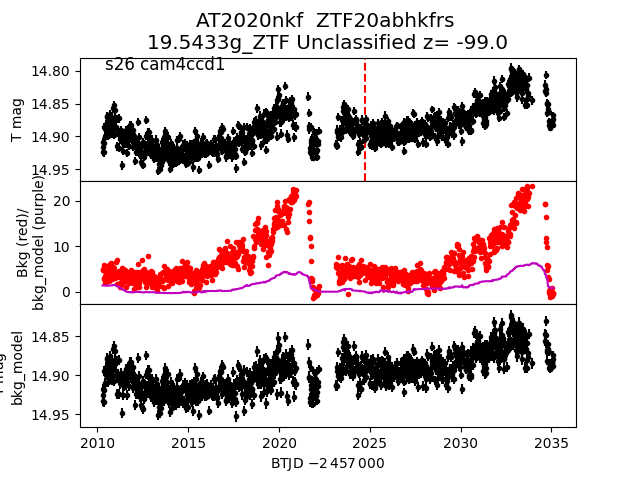 AT2020nkf  ZTF20abhkfrs
19.5433g_ZTF Unclassified z= -99.0
s26 cam4ccd1
14.80
14.85
14.90
14.95
T mag
20
10
0
Bkg (red)/
bkg_model (purple)
14.85
14.90
14.95
bkg_model
2010
2015
2020
2025
2030
2035
BTJD −2 457 000